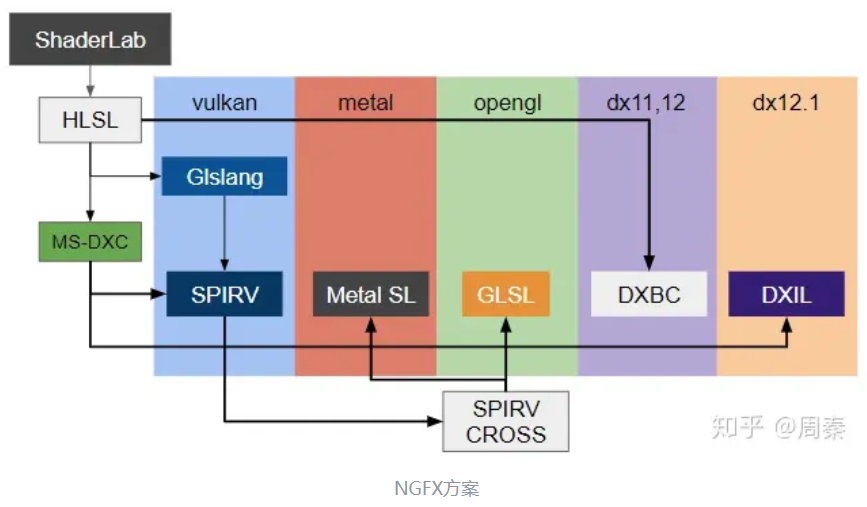 ShaderLab
vulkan
metal
opengl
dx11,12
dx12.1
HLSL
Glslang
MS-DXC
SPIRV
Metal SL
GLSL
DXBC
DXIL
SPIRV
CROSS
知乎 @周秦
NGFX方案